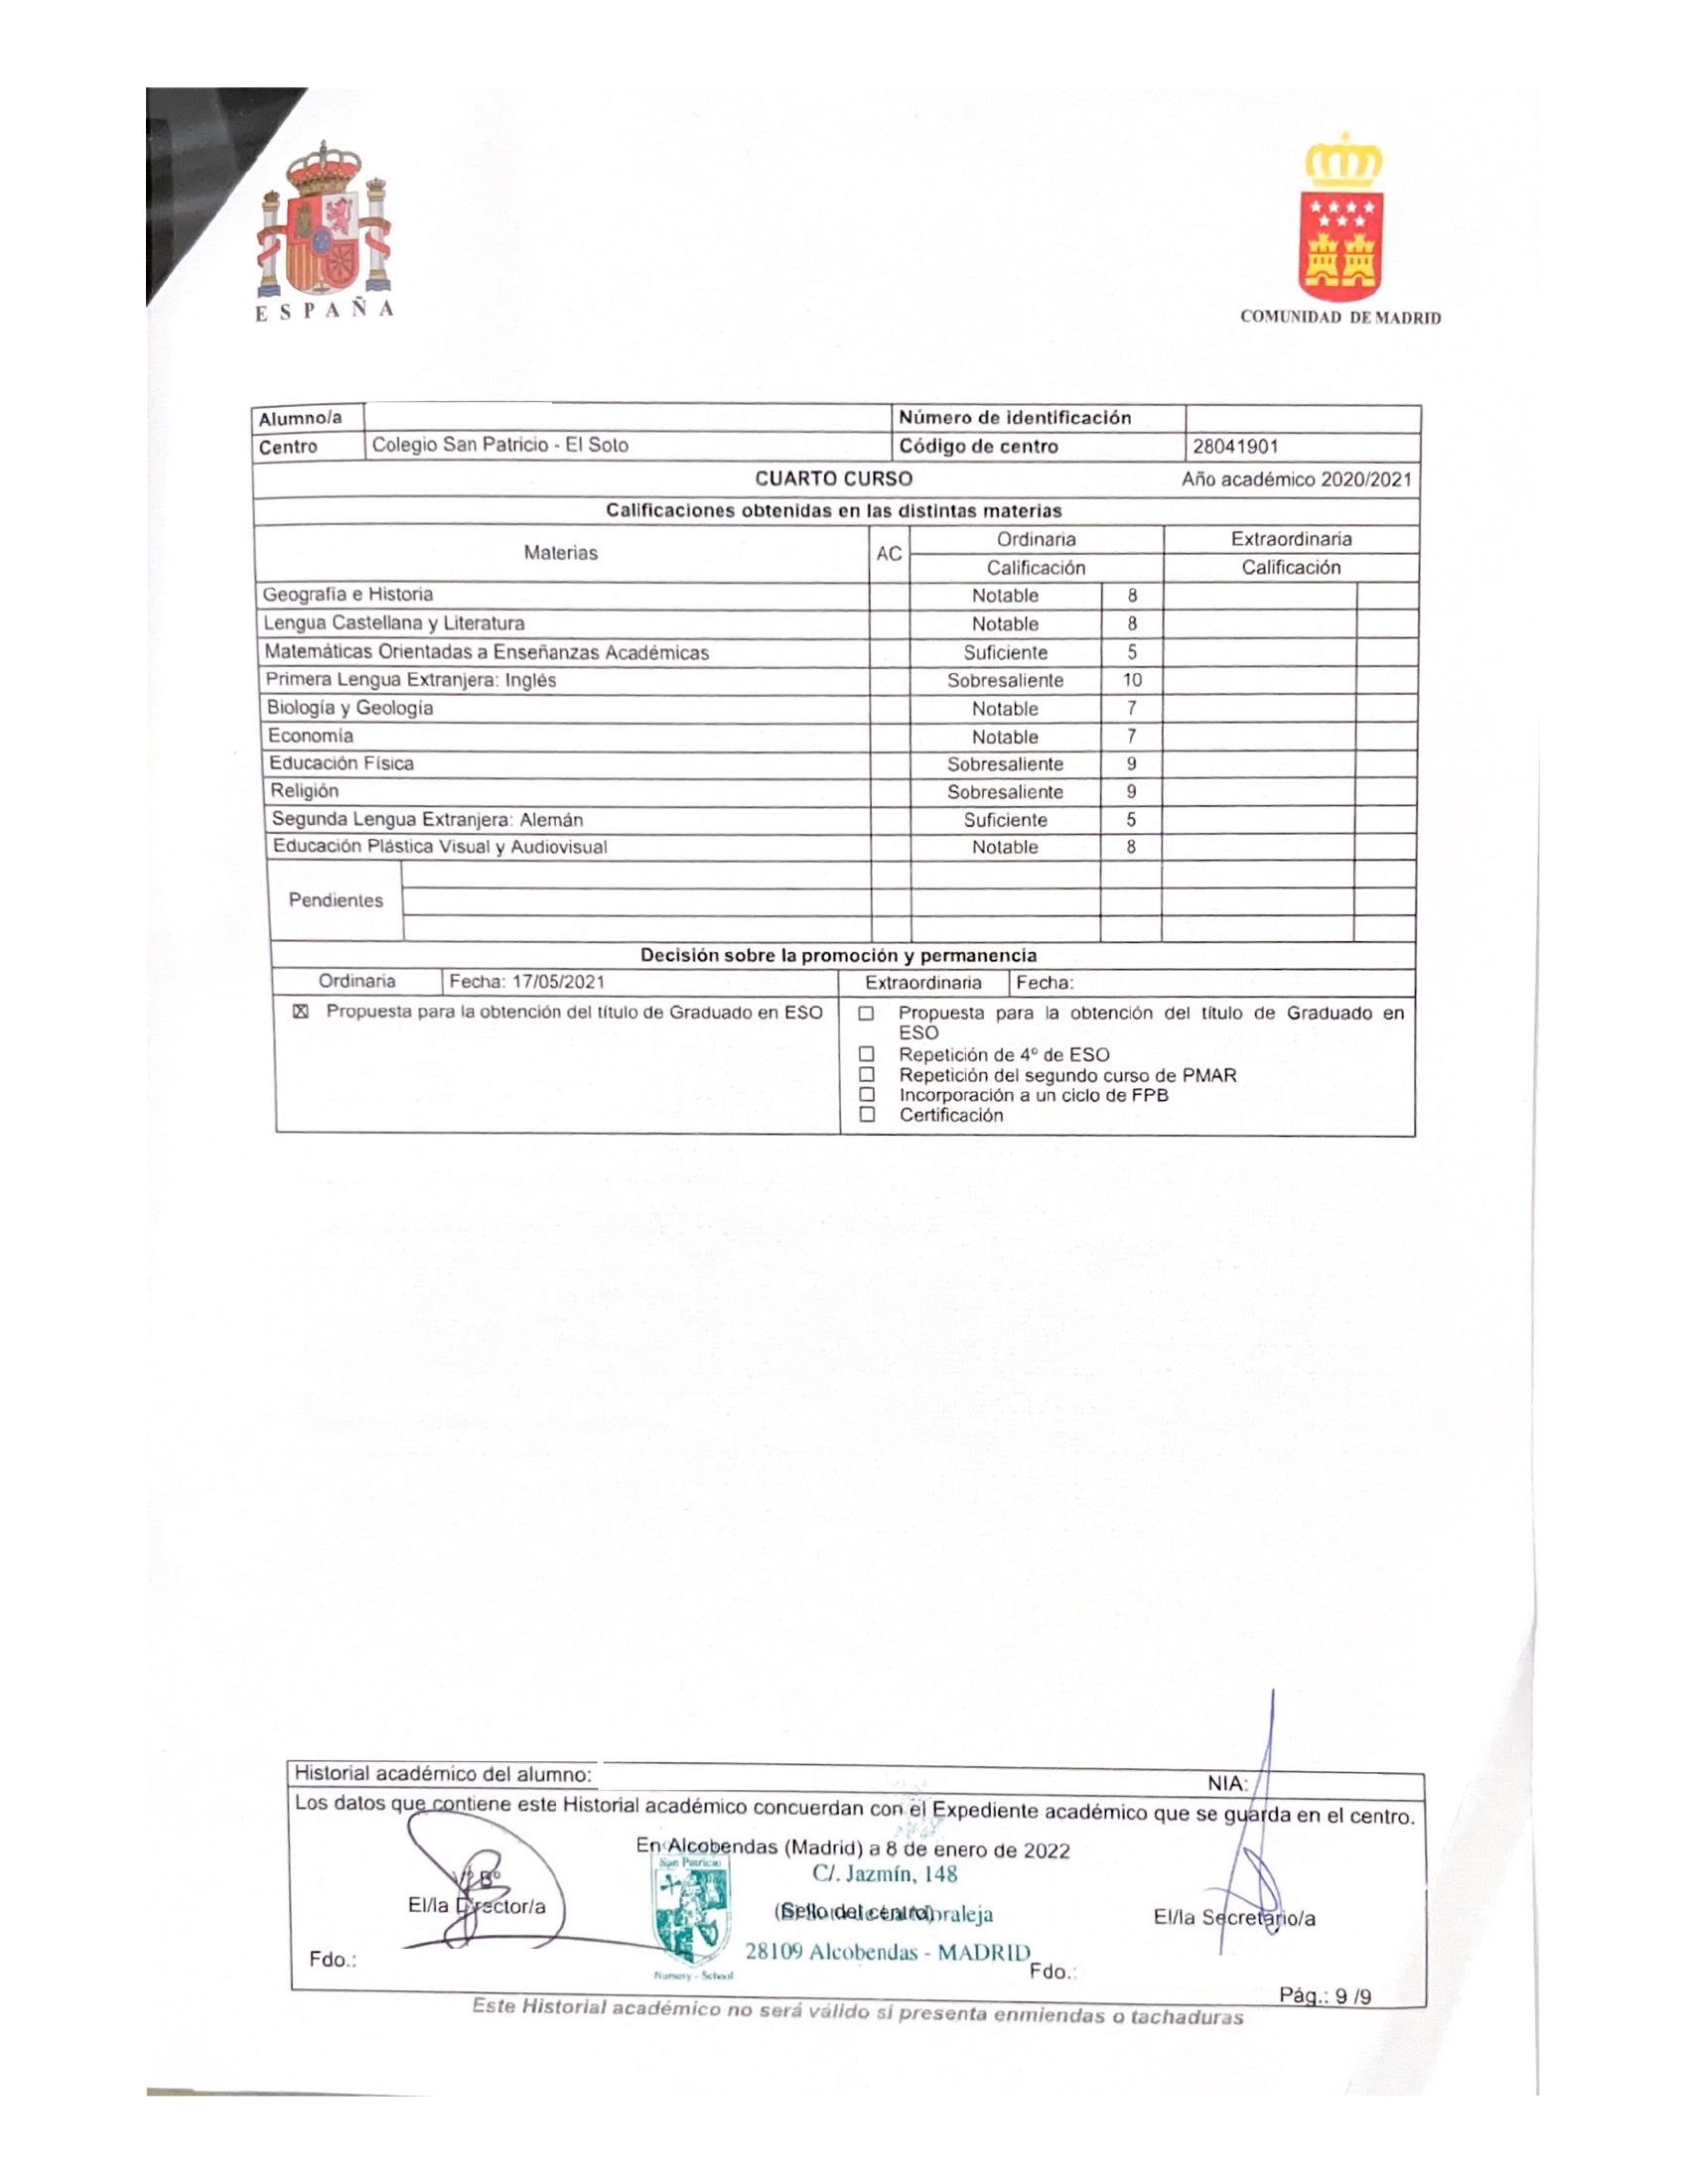 ESPAÑA
COMUNIDAD DE MADRID
Alumno/a Número de identificación
Centro Colegio San Patricio - El Soto Código de centro 28041901
CUARTO CURSO Año académico 2020/2021
Calificaciones obtenidas en las distintas materias
Materias AC Ordinaria Extraordinaria
Calificación Calificación
Geografía e Historia Notable 8
Lengua Castellana y Literatura Notable 8
Matemáticas Orientadas a Enseñanzas Académicas Suficiente 5
Primera Lengua Extranjera: Inglés Sobresaliente 10
Biología y Geología Notable 7
Economía Notable 7
Educación Física Sobresaliente 9
Religión Sobresaliente 9
Segunda Lengua Extranjera: Alemán Suficiente 5
Educación Plástica Visual y Audiovisual Notable 8
Pendientes
Decisión sobre la promoción y permanencia
Ordinaria Fecha: 17/05/2021 Extraordinaria Fecha:
☒ Propuesta para la obtención del título de Graduado en ESO
☐ Propuesta para la obtención del título de Graduado en
ESO
☐ Repetición de 4º de ESO
☐ Repetición del segundo curso de PMAR
☐ Incorporación a un ciclo de FPB
☐ Certificación
Historial académico del alumno: NIA:
Los datos que contiene este Historial académico concuerdan con el Expediente académico que se guarda en el centro.
En Alcobendas (Madrid) a 8 de enero de 2022
San Patricio
C/. Jazmín, 148
Vº Bº
El/la Director/a (Sello del centro) El/la Secretario/a
28109 Alcobendas - MADRID
Nursery - School
Fdo.: Fdo.:
Pág.: 9 /9
Este Historial académico no será válido si presenta enmiendas o tachaduras